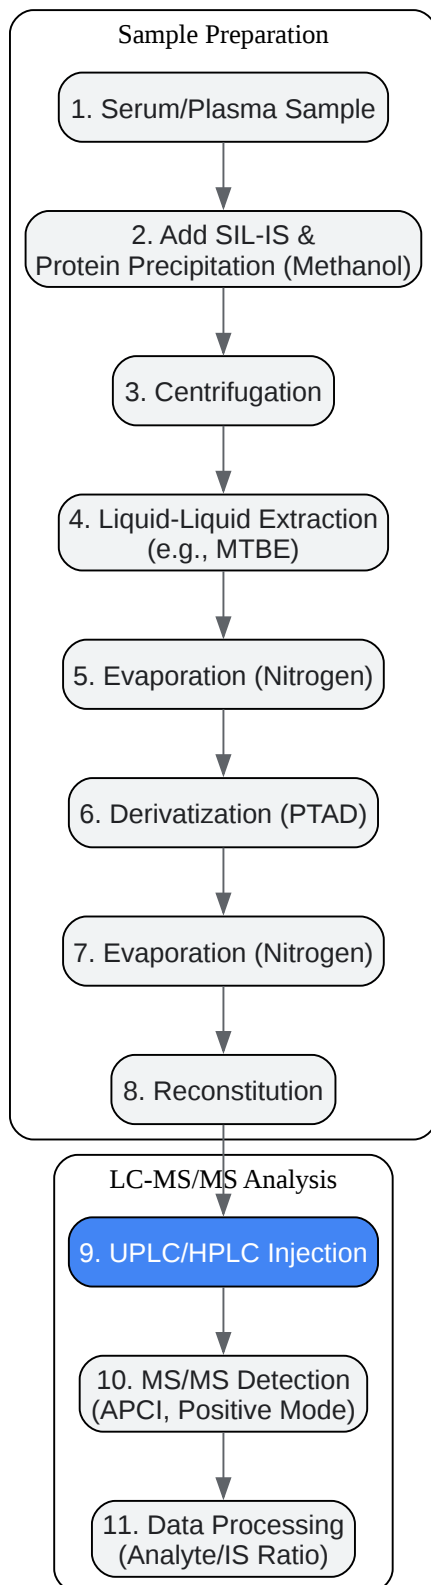 Sample Preparation
1. Serum/Plasma Sample
2. Add SIL-IS &
Protein Precipitation (Methanol)
3. Centrifugation
4. Liquid-Liquid Extraction
(e.g., MTBE)
5. Evaporation (Nitrogen)
6. Derivatization (PTAD)
7. Evaporation (Nitrogen)
8. Reconstitution
LC-MS/MS Analysis
9. UPLC/HPLC Injection
10. MS/MS Detection
(APCI, Positive Mode)
11. Data Processing
(Analyte/IS Ratio)